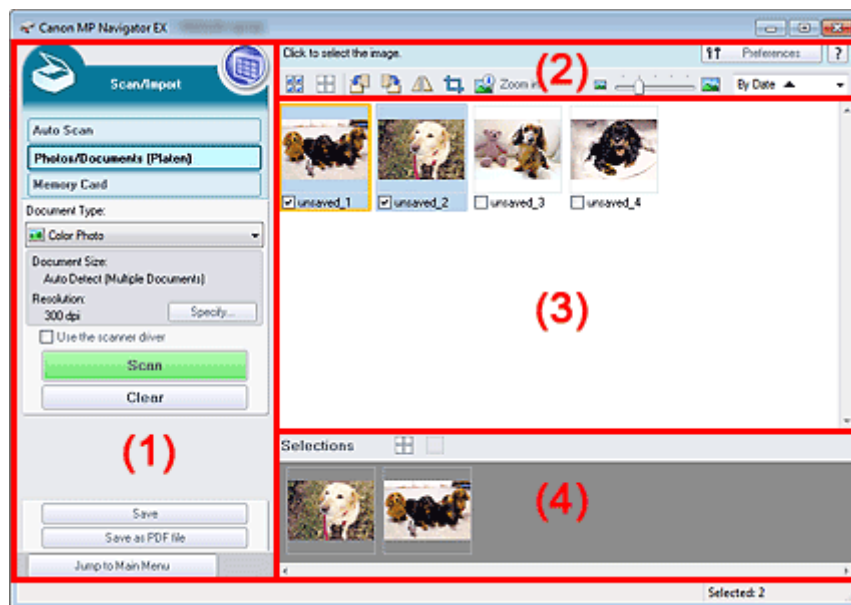 Canon MP Navigator EX
Scan/Import
Auto Scan
Photos/Documents (Platen)
Memory Card
Document Type:
Color Photo
Document Size:
Auto Detect (Multiple Documents)
Resolution:
300 dpi
Specify...
Use the scanner driver
Scan
Clear
(1)
Save
Save as PDF file
Jump to Main Menu
Click to select the image.
Preferences
?
Zoom in
(2)
By Date
unsaved_1
unsaved_2
unsaved_3
unsaved_4
(3)
Selections
(4)
Selected: 2